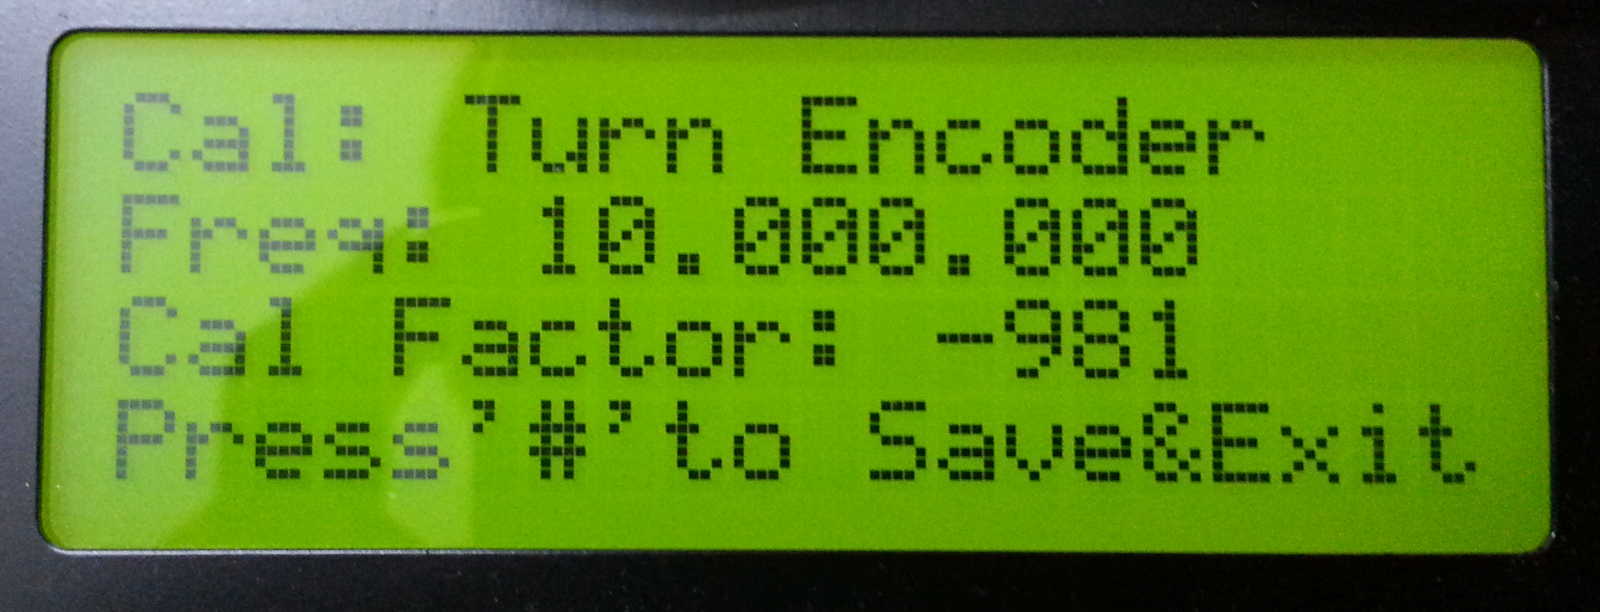 Cal: Turn Encoder
Freq: 10.000.000
Cal Factor: -981
Press'#'to Save&Exit